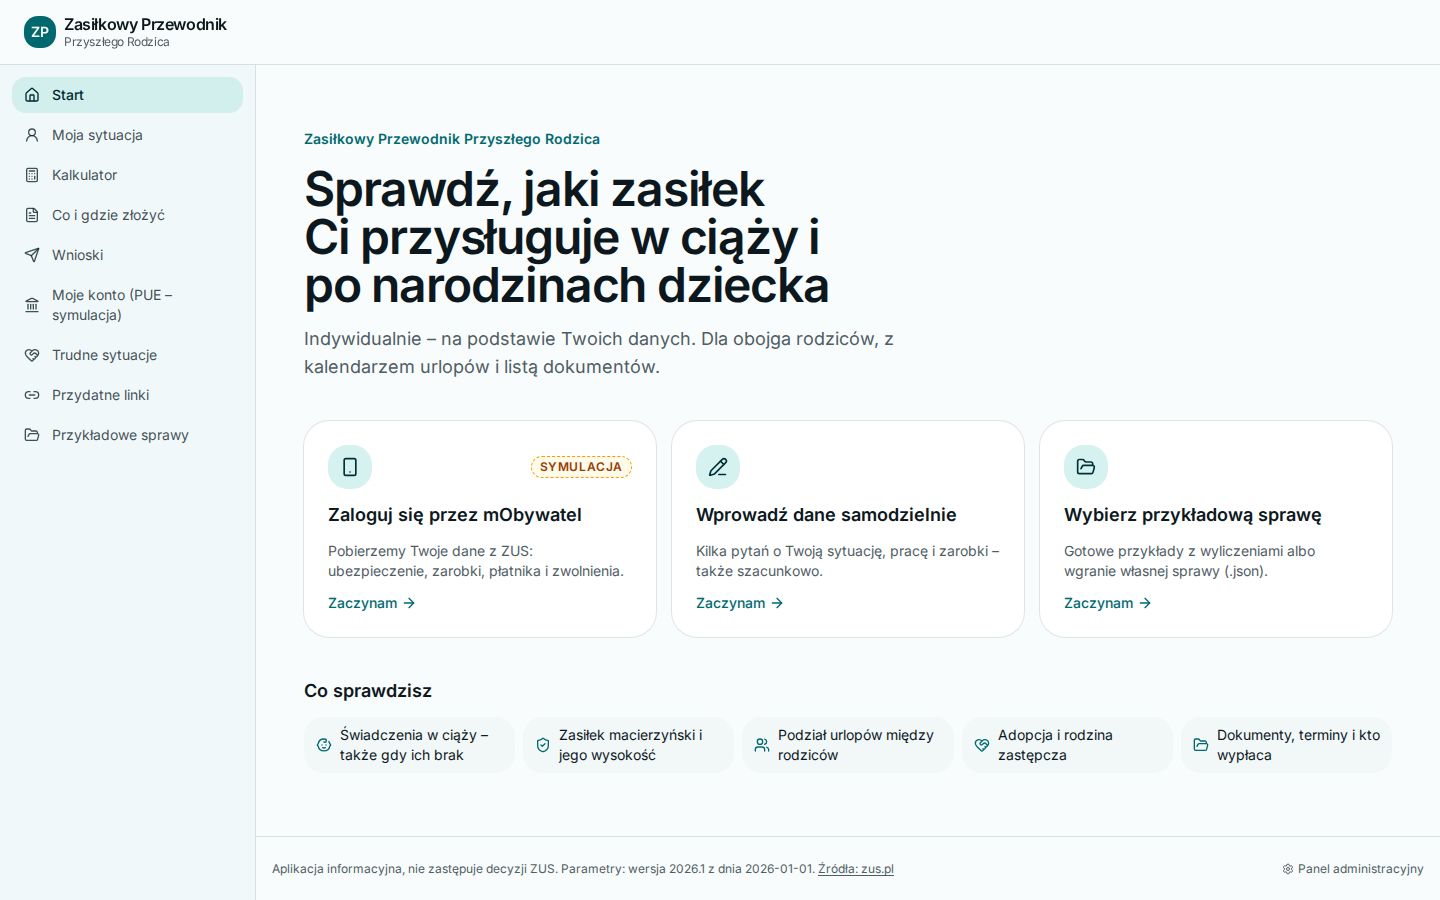 ZP
Zasiłkowy Przewodnik
Przyszłego Rodzica
Start
Moja sytuacja
Kalkulator
Co i gdzie złożyć
Wnioski
Moje konto (PUE –
symulacja)
Trudne sytuacje
Przydatne linki
Przykładowe sprawy
Zasiłkowy Przewodnik Przyszłego Rodzica
Sprawdź, jaki zasiłek
Ci przysługuje w ciąży i
po narodzinach dziecka
Indywidualnie – na podstawie Twoich danych. Dla obojga rodziców, z
kalendarzem urlopów i listą dokumentów.
SYMULACJA
Zaloguj się przez mObywatel
Pobierzemy Twoje dane z ZUS:
ubezpieczenie, zarobki, płatnika i zwolnienia.
Zaczynam →
Wprowadź dane samodzielnie
Kilka pytań o Twoją sytuację, pracę i zarobki –
także szacunkowo.
Zaczynam →
Wybierz przykładową sprawę
Gotowe przykłady z wyliczeniami albo
wgranie własnej sprawy (.json).
Zaczynam →
Co sprawdzisz
Świadczenia w ciąży –
także gdy ich brak
Zasiłek macierzyński i
jego wysokość
Podział urlopów między
rodziców
Adopcja i rodzina
zastępcza
Dokumenty, terminy i kto
wypłaca
Aplikacja informacyjna, nie zastępuje decyzji ZUS. Parametry: wersja 2026.1 z dnia 2026-01-01. Źródła: zus.pl
Panel administracyjny